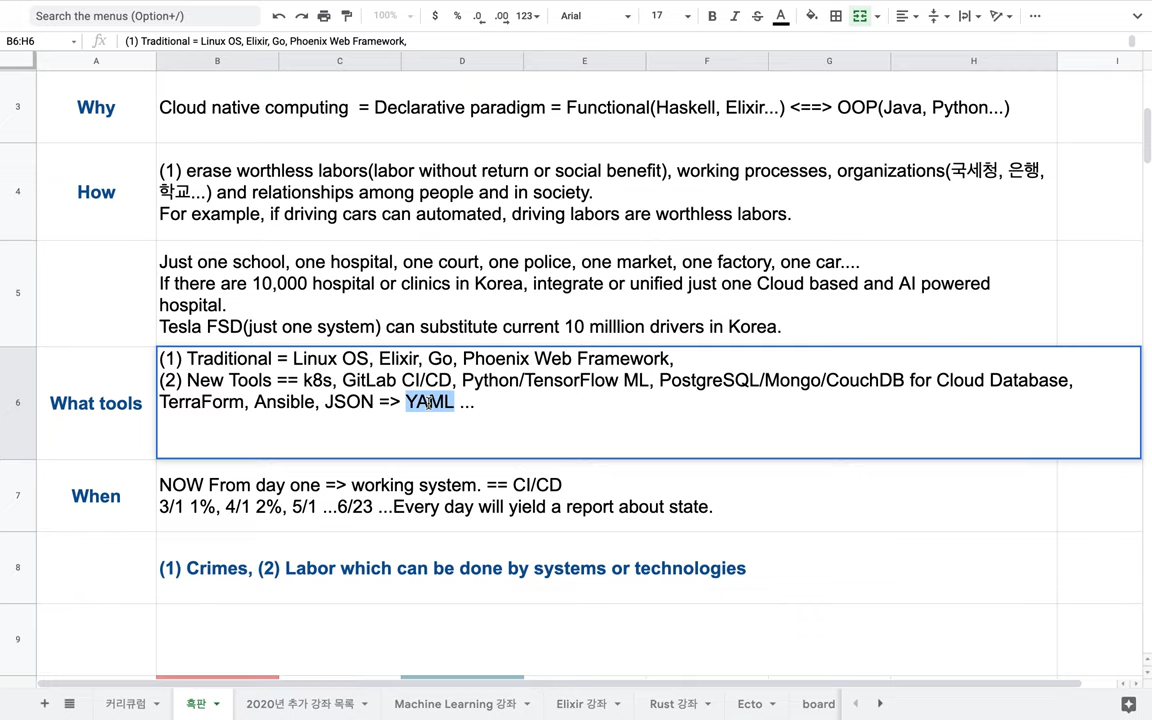 Search the menus (Option+/)
100%
$ % .0 .00 123
Arial
17
B I S A
B6:H6
fx
(1) Traditional = Linux OS, Elixir, Go, Phoenix Web Framework,
A B C D E F G H I
3
Why
Cloud native computing = Declarative paradigm = Functional(Haskell, Elixir...) <==> OOP(Java, Python...)
4
How
(1) erase worthless labors(labor without return or social benefit), working processes, organizations(국세청, 은행,
학교...) and relationships among people and in society.
For example, if driving cars can automated, driving labors are worthless labors.
5
Just one school, one hospital, one court, one police, one market, one factory, one car....
If there are 10,000 hospital or clinics in Korea, integrate or unified just one Cloud based and AI powered
hospital.
Tesla FSD(just one system) can substitute current 10 milllion drivers in Korea.
6
What tools
(1) Traditional = Linux OS, Elixir, Go, Phoenix Web Framework,
(2) New Tools == k8s, GitLab CI/CD, Python/TensorFlow ML, PostgreSQL/Mongo/CouchDB for Cloud Database,
TerraForm, Ansible, JSON => YAML ...
7
When
NOW From day one => working system. == CI/CD
3/1 1%, 4/1 2%, 5/1 ...6/23 ...Every day will yield a report about state.
8
(1) Crimes, (2) Labor which can be done by systems or technologies
9
커리큘럼
흑판
2020년 추가 강좌 목록
Machine Learning 강좌
Elixir 강좌
Rust 강좌
Ecto
board